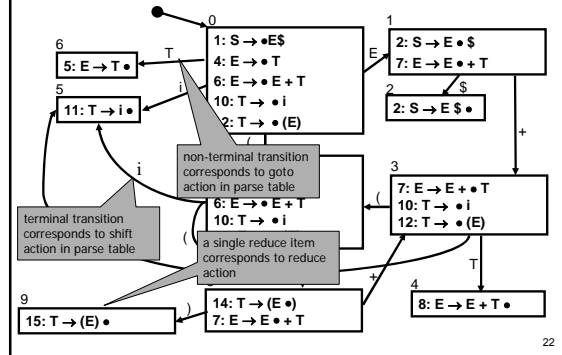 0
1: S → ●E$
4: E → ● T
6: E → ● E + T
10: T → ● i
2: T → ● (E)
1
2: S → E ● $
7: E → E ● + T
E
$
2
2: S → E $ ●
+
6
5: E → T ●
T
5
11: T → i ●
i
(
non-terminal transition
corresponds to goto
action in parse table
6: E → ● E + T
10: T → ● i
i
terminal transition
corresponds to shift
action in parse table
(
(
3
7: E → E + ● T
10: T → ● i
12: T → ● (E)
a single reduce item
corresponds to reduce
action
+
T
4
8: E → E + T ●
14: T → (E ●)
7: E → E ● + T
)
9
15: T → (E) ●
22